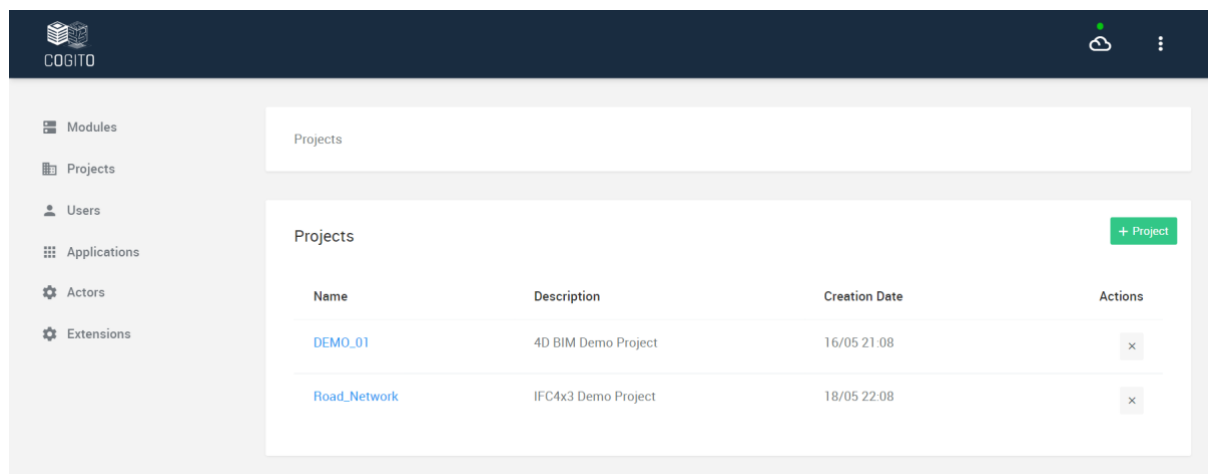 COGITO
Modules
Projects
Users
Applications
Actors
Extensions
Projects
Projects
+ Project
Name Description Creation Date Actions
DEMO_01 4D BIM Demo Project 16/05 21:08 ×
Road_Network IFC4x3 Demo Project 18/05 22:08 ×